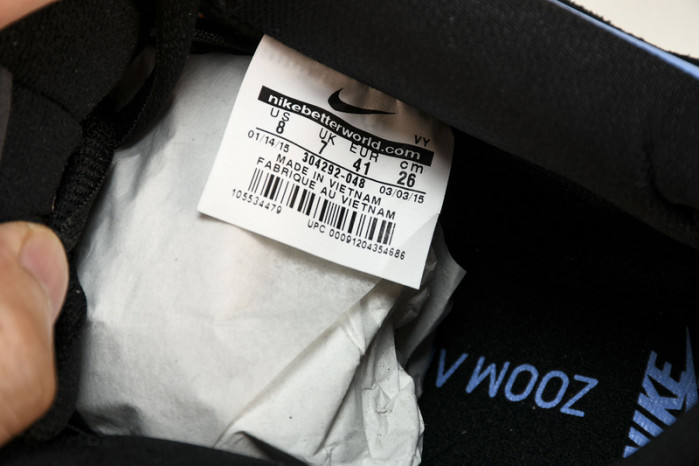 nikebetterworld.com
VY
US UK EUR cm
8 7 41 26
01/14/15 304292-048 03/03/15
MADE IN VIETNAM
FABRIQUE AU VIETNAM
105534479
UPC 00091204354686
ZOOM
NIKE